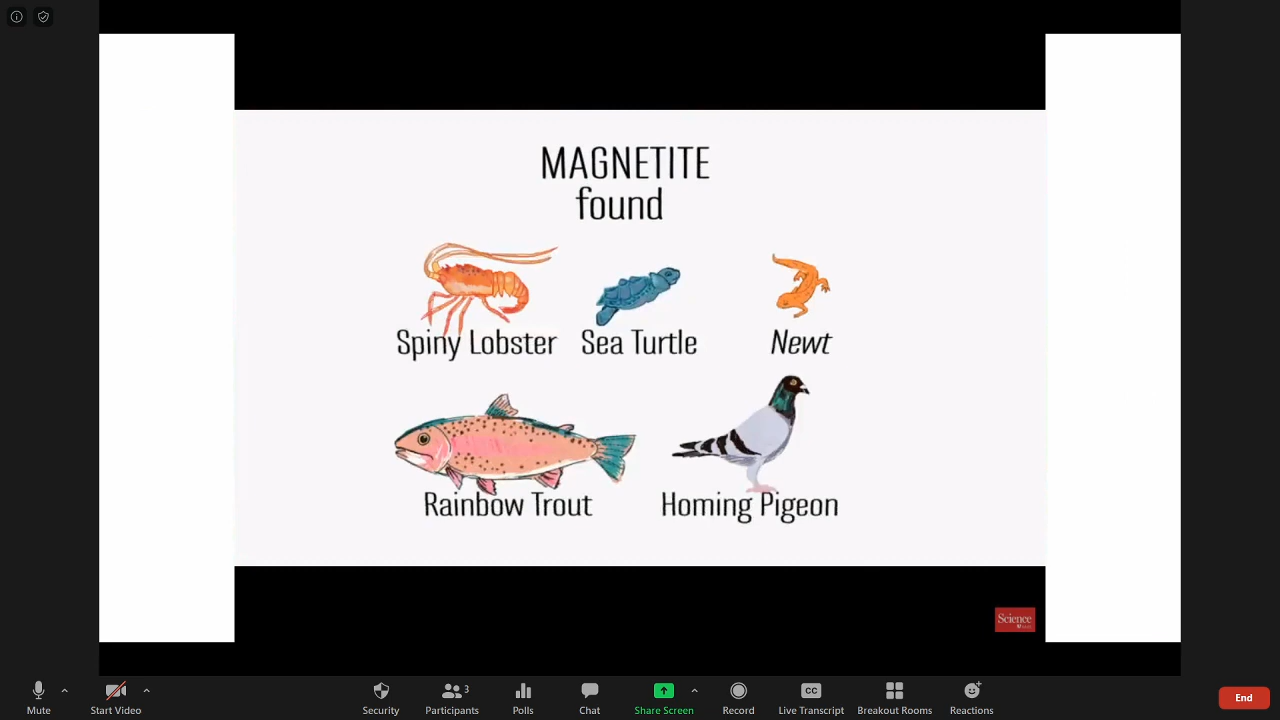 MAGNETITE
found
Spiny Lobster
Sea Turtle
Newt
Rainbow Trout
Homing Pigeon
Science
Mute
Start Video
Security
3
Participants
Polls
Chat
Share Screen
Record
CC
Live Transcript
Breakout Rooms
Reactions
End